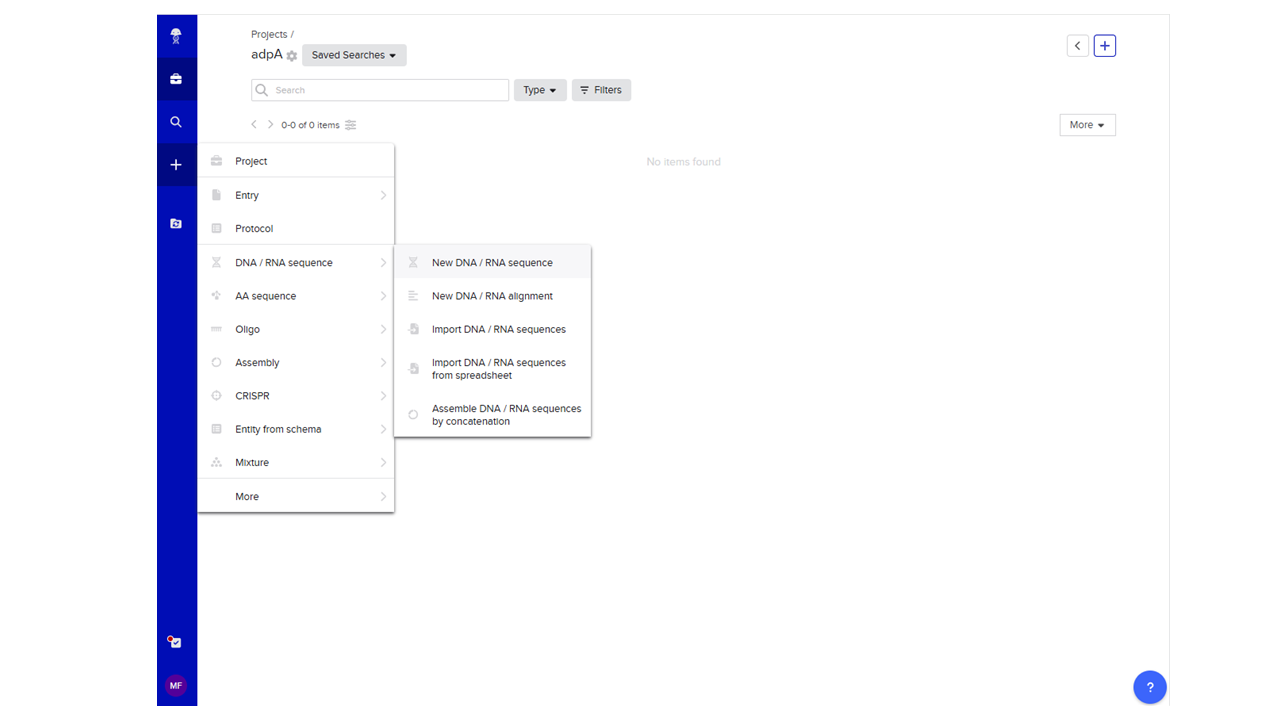 Projects /
adpA
Saved Searches
Search
Type
Filters
0-0 of 0 items
More
No items found
Project
Entry
Protocol
DNA / RNA sequence
AA sequence
Oligo
Assembly
CRISPR
Entity from schema
Mixture
More
New DNA / RNA sequence
New DNA / RNA alignment
Import DNA / RNA sequences
Import DNA / RNA sequences
from spreadsheet
Assemble DNA / RNA sequences
by concatenation
MF
?